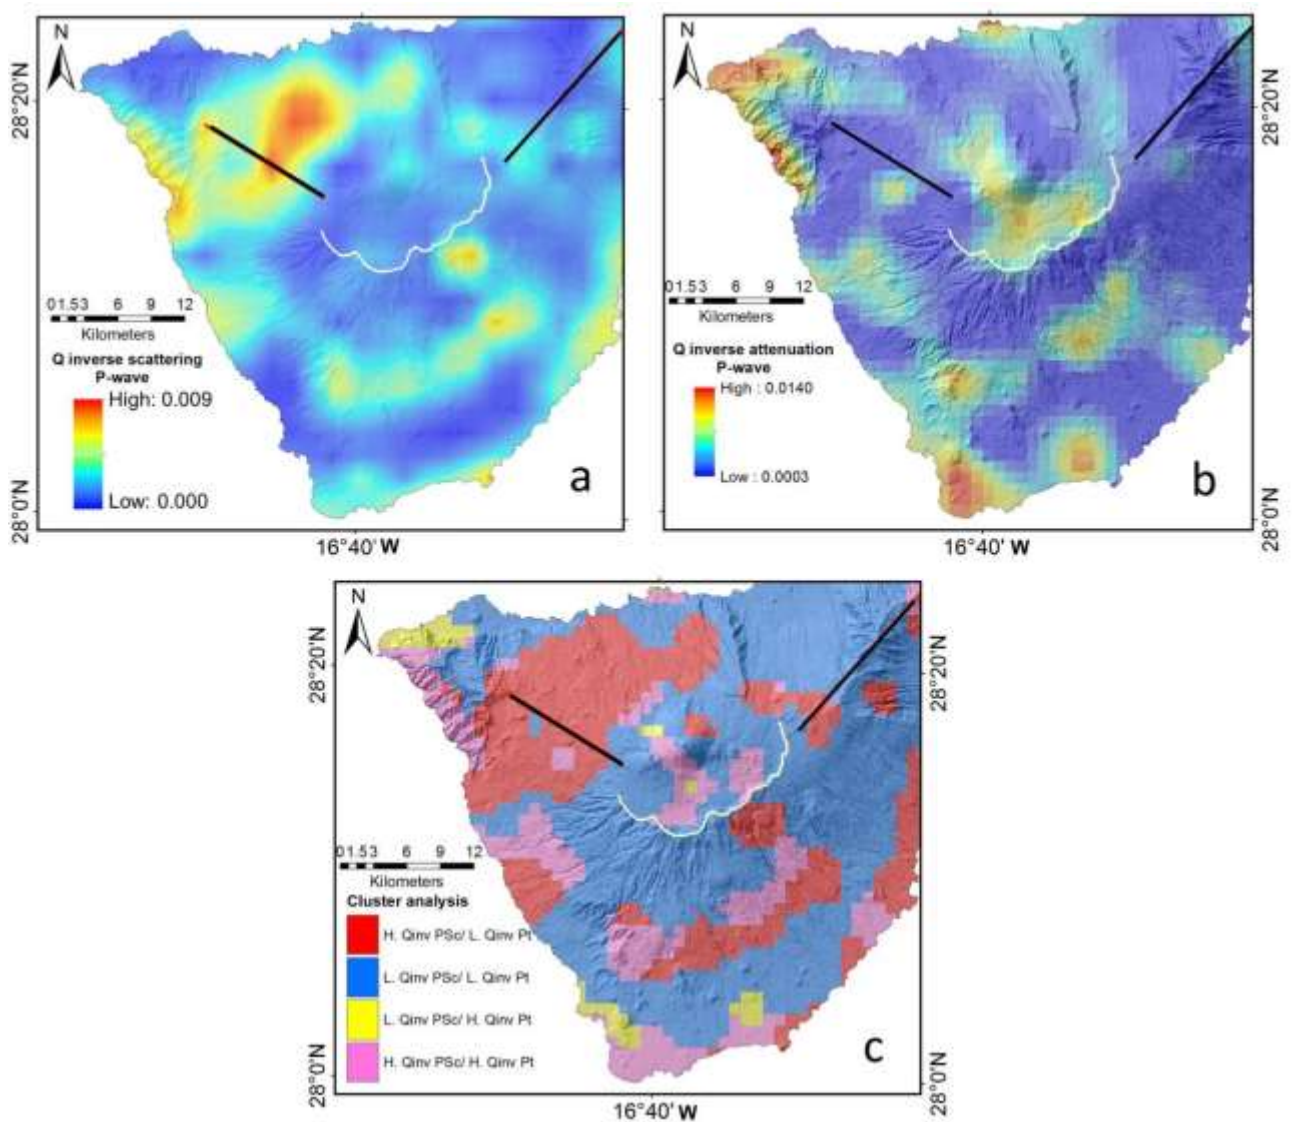 N
28°20'N
28°0'N
01.53 6 9 12
Kilometers
Q inverse scattering
P-wave
High: 0.009
Low: 0.000
a
16°40' W
N
28°20'N
28°0'N
01.53 6 9 12
Kilometers
Q inverse attenuation
P-wave
High : 0.0140
Low : 0.0003
b
16°40' W
N
28°20'N
28°20'N
28°0'N
28°0'N
01.53 6 9 12
Kilometers
Cluster analysis
H. Qinv PSc/ L. Qinv Pt
L. Qinv PSc/ L. Qinv Pt
L. Qinv PSc/ H. Qinv Pt
H. Qinv PSc/ H. Qinv Pt
c
16°40' W